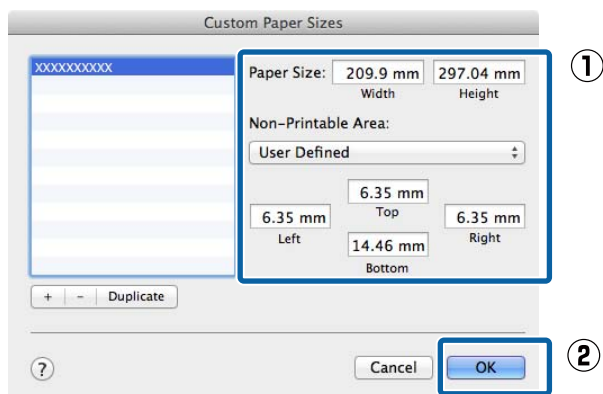 Custom Paper Sizes
XXXXXXXXXX
Paper Size: 209.9 mm 297.04 mm
Width Height
Non-Printable Area:
User Defined
6.35 mm
Top
6.35 mm 6.35 mm
Left Right
14.46 mm
Bottom
+ - Duplicate
? Cancel OK
①
②